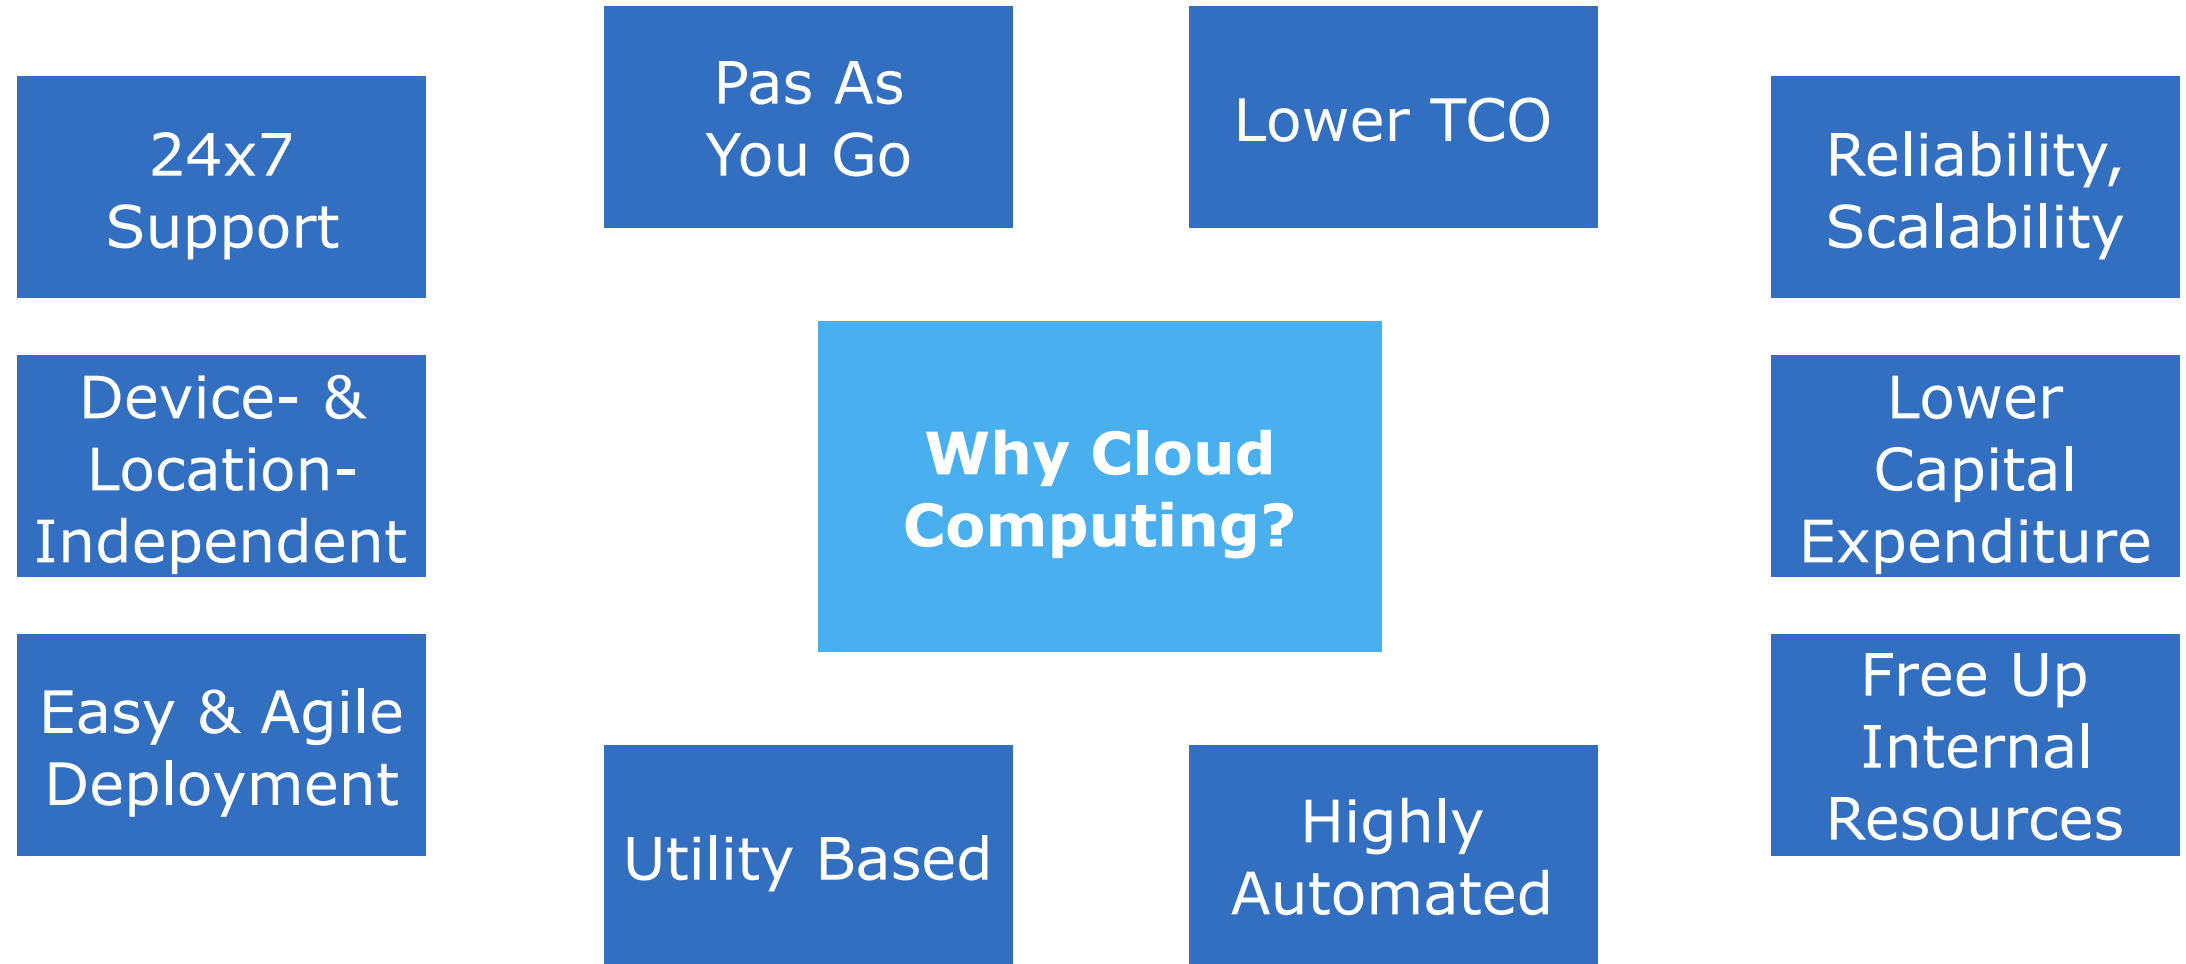 Pas As
You Go
Lower TCO
24x7
Support
Reliability,
Scalability
Device- &
Location-
Independent
Why Cloud
Computing?
Lower
Capital
Expenditure
Easy & Agile
Deployment
Free Up
Internal
Resources
Utility Based
Highly
Automated